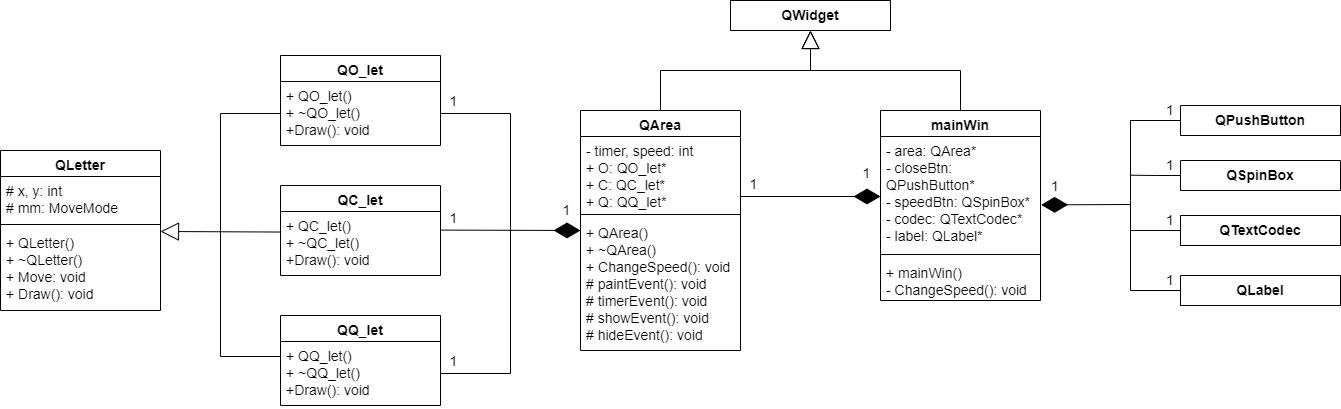 QWidget
QLetter
# x, y: int
# mm: MoveMode
+ QLetter()
+ ~QLetter()
+ Move: void
+ Draw(): void
QO_let
+ QO_let()
+ ~QO_let()
+Draw(): void
1
QC_let
+ QC_let()
+ ~QC_let()
+Draw(): void
1
QQ_let
+ QQ_let()
+ ~QQ_let()
+Draw(): void
1
1
QArea
- timer, speed: int
+ O: QO_let*
+ C: QC_let*
+ Q: QQ_let*
+ QArea()
+ ~QArea()
+ ChangeSpeed(): void
# paintEvent(): void
# timerEvent(): void
# showEvent(): void
# hideEvent(): void
1
1
mainWin
- area: QArea*
- closeBtn:
QPushButton*
- speedBtn: QSpinBox*
- codec: QTextCodec*
- label: QLabel*
+ mainWin()
- ChangeSpeed(): void
1
1
QPushButton
1
QSpinBox
1
QTextCodec
1
QLabel